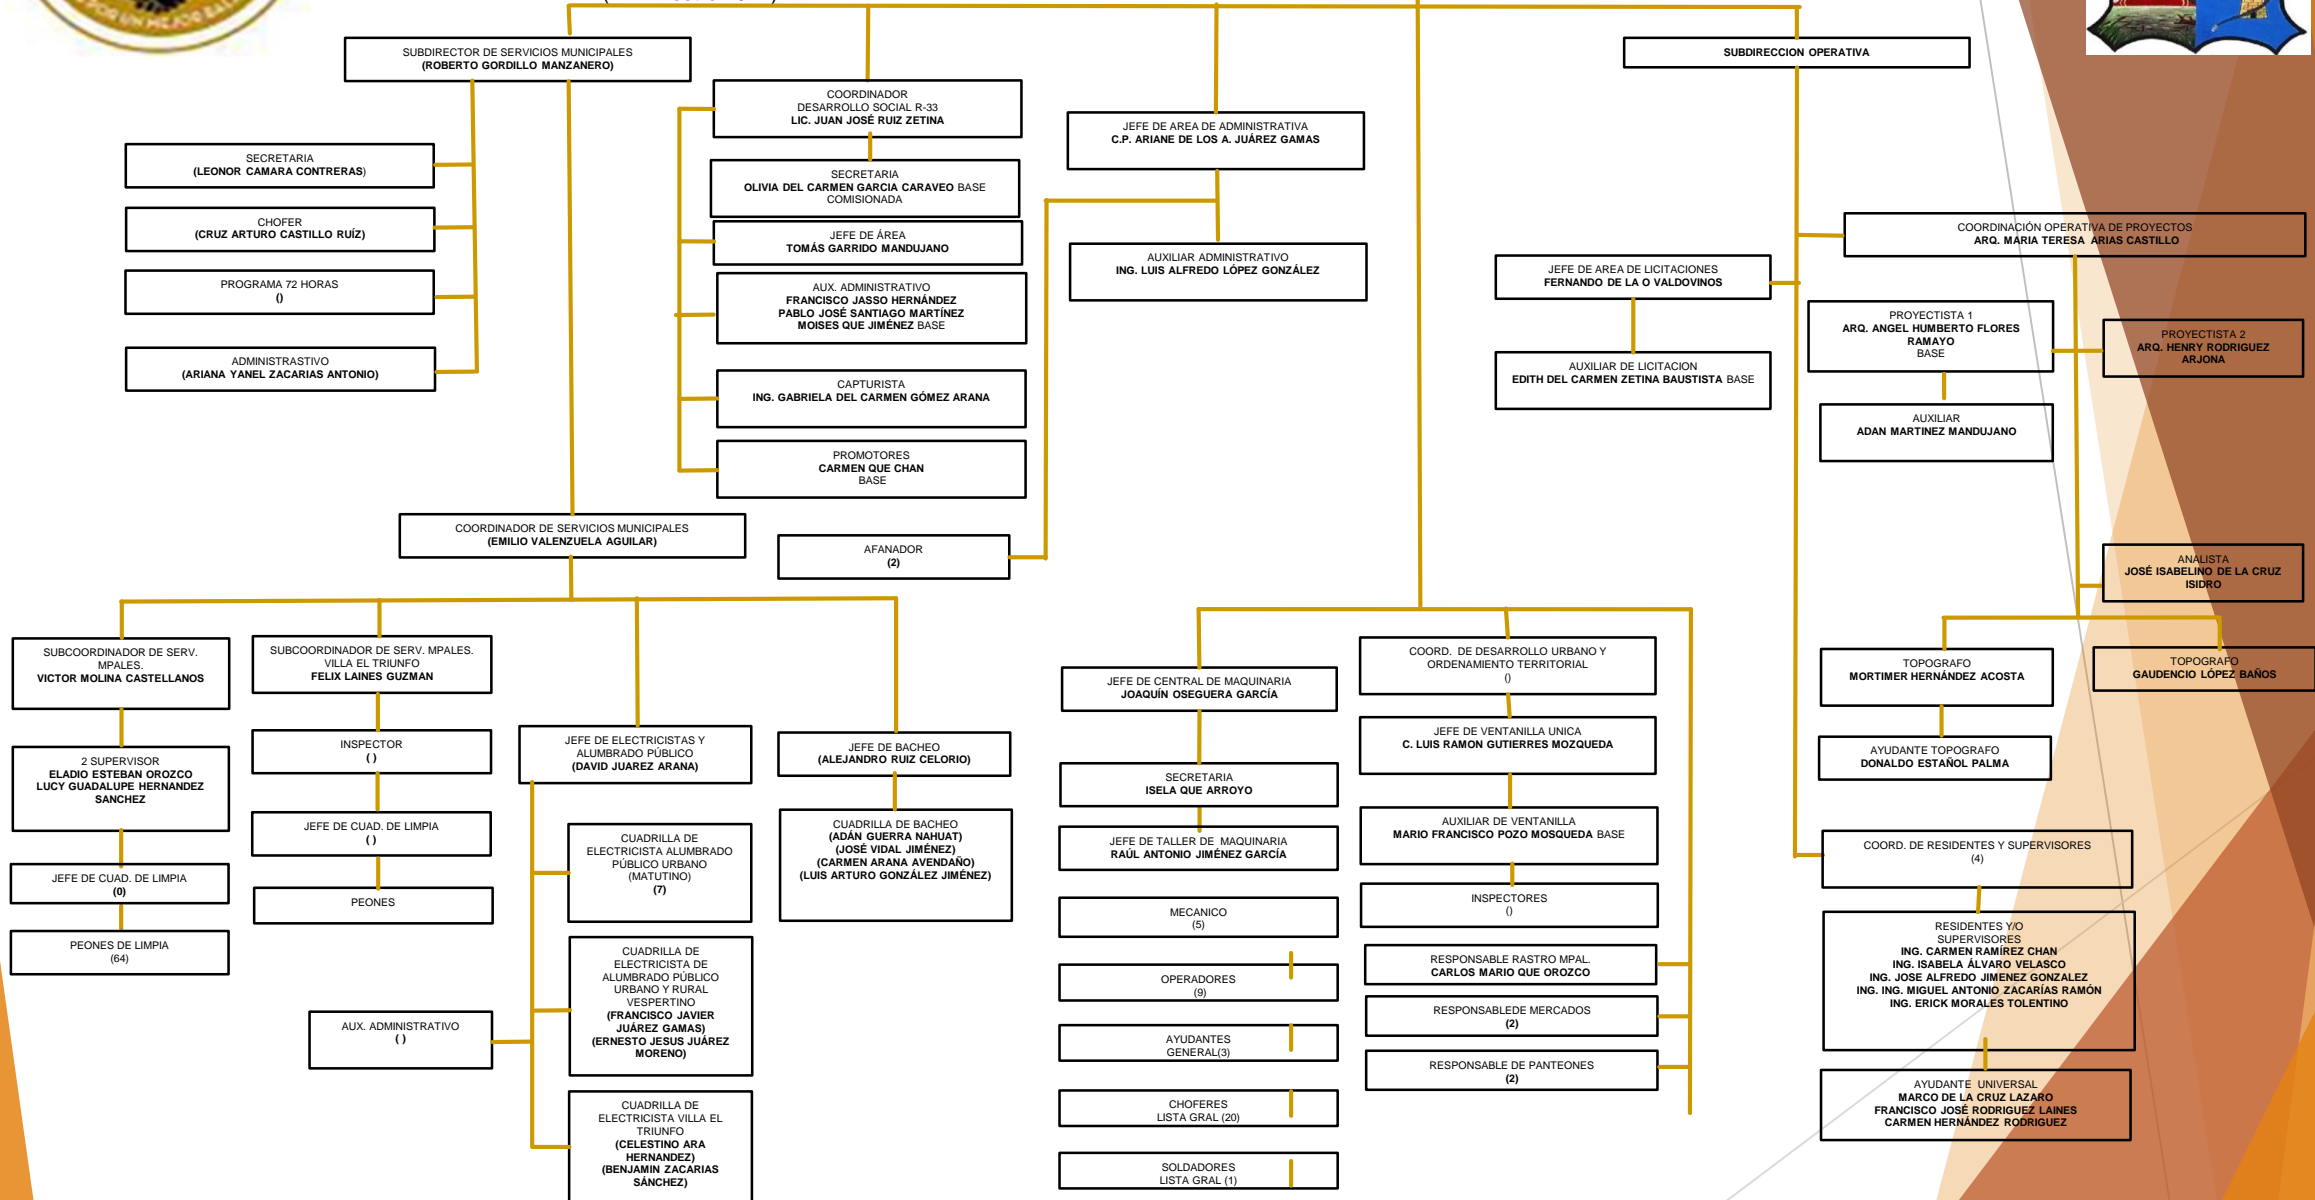 POR UN MEJOR BAL
SUBDIRECTOR DE SERVICIOS MUNICIPALES
(ROBERTO GORDILLO MANZANERO)
SUBDIRECCION OPERATIVA
COORDINADOR
DESARROLLO SOCIAL R-33
LIC. JUAN JOSÉ RUIZ ZETINA
JEFE DE AREA DE ADMINISTRATIVA
C.P. ARIANE DE LOS A. JUÁREZ GAMAS
SECRETARIA
(LEONOR CAMARA CONTRERAS)
SECRETARIA
OLIVIA DEL CARMEN GARCIA CARAVEO BASE
COMISIONADA
CHOFER
(CRUZ ARTURO CASTILLO RUÍZ)
JEFE DE ÁREA
TOMÁS GARRIDO MANDUJANO
COORDINACIÓN OPERATIVA DE PROYECTOS
ARQ. MARIA TERESA ARIAS CASTILLO
AUXILIAR ADMINISTRATIVO
ING. LUIS ALFREDO LÓPEZ GONZÁLEZ
JEFE DE AREA DE LICITACIONES
FERNANDO DE LA O VALDOVINOS
PROGRAMA 72 HORAS
()
AUX. ADMINISTRATIVO
FRANCISCO JASSO HERNÁNDEZ
PABLO JOSÉ SANTIAGO MARTÍNEZ
MOISES QUE JIMÉNEZ BASE
PROYECTISTA 1
ARQ. ANGEL HUMBERTO FLORES
RAMAYO
BASE
PROYECTISTA 2
ARQ. HENRY RODRIGUEZ
ARJONA
ADMINISTRASTIVO
(ARIANA YANEL ZACARIAS ANTONIO)
CAPTURISTA
ING. GABRIELA DEL CARMEN GÓMEZ ARANA
AUXILIAR DE LICITACION
EDITH DEL CARMEN ZETINA BAUSTISTA BASE
AUXILIAR
ADAN MARTINEZ MANDUJANO
PROMOTORES
CARMEN QUE CHAN
BASE
COORDINADOR DE SERVICIOS MUNICIPALES
(EMILIO VALENZUELA AGUILAR)
AFANADOR
(2)
ANALISTA
JOSÉ ISABELINO DE LA CRUZ
ISIDRO
SUBCOORDINADOR DE SERV.
MPALES.
VICTOR MOLINA CASTELLANOS
SUBCOORDINADOR DE SERV. MPALES.
VILLA EL TRIUNFO
FELIX LAINES GUZMAN
COORD. DE DESARROLLO URBANO Y
ORDENAMIENTO TERRITORIAL
()
JEFE DE CENTRAL DE MAQUINARIA
JOAQUÍN OSEGUERA GARCÍA
TOPOGRAFO
MORTIMER HERNÁNDEZ ACOSTA
TOPOGRAFO
GAUDENCIO LÓPEZ BAÑOS
2 SUPERVISOR
ELADIO ESTEBAN OROZCO
LUCY GUADALUPE HERNANDEZ
SANCHEZ
INSPECTOR
( )
JEFE DE ELECTRICISTAS Y
ALUMBRADO PÚBLICO
(DAVID JUAREZ ARANA)
JEFE DE BACHEO
(ALEJANDRO RUIZ CELORIO)
JEFE DE VENTANILLA UNICA
C. LUIS RAMON GUTIERRES MOZQUEDA
AYUDANTE TOPOGRAFO
DONALDO ESTAÑOL PALMA
SECRETARIA
ISELA QUE ARROYO
JEFE DE CUAD. DE LIMPIA
( )
CUADRILLA DE
ELECTRICISTA ALUMBRADO
PÚBLICO URBANO
(MATUTINO)
(7)
CUADRILLA DE BACHEO
(ADÁN GUERRA NAHUAT)
(JOSÉ VIDAL JIMÉNEZ)
(CARMEN ARANA AVENDAÑO)
(LUIS ARTURO GONZÁLEZ JIMÉNEZ)
JEFE DE TALLER DE MAQUINARIA
RAÚL ANTONIO JIMÉNEZ GARCÍA
AUXILIAR DE VENTANILLA
MARIO FRANCISCO POZO MOSQUEDA BASE
COORD. DE RESIDENTES Y SUPERVISORES
(4)
JEFE DE CUAD. DE LIMPIA
(0)
PEONES
MECANICO
(5)
INSPECTORES
()
PEONES DE LIMPIA
(64)
CUADRILLA DE
ELECTRICISTA DE
ALUMBRADO PÚBLICO
URBANO Y RURAL
VESPERTINO
(FRANCISCO JAVIER
JUÁREZ GAMAS)
(ERNESTO JESUS JUÁREZ
MORENO)
OPERADORES
(9)
RESPONSABLE RASTRO MPAL.
CARLOS MARIO QUE OROZCO
RESIDENTES Y/O
SUPERVISORES
ING. CARMEN RAMÍREZ CHAN
ING. ISABELA ÁLVARO VELASCO
ING. JOSE ALFREDO JIMENEZ GONZALEZ
ING. ING. MIGUEL ANTONIO ZACARÍAS RAMÓN
ING. ERICK MORALES TOLENTINO
AUX. ADMINISTRATIVO
( )
AYUDANTES
GENERAL(3)
RESPONSABLEDE MERCADOS
(2)
RESPONSABLE DE PANTEONES
(2)
CUADRILLA DE
ELECTRICISTA VILLA EL
TRIUNFO
(CELESTINO ARA
HERNANDEZ)
(BENJAMIN ZACARIAS
SÁNCHEZ)
CHOFERES
LISTA GRAL (20)
AYUDANTE UNIVERSAL
MARCO DE LA CRUZ LAZARO
FRANCISCO JOSÉ RODRIGUEZ LAINES
CARMEN HERNÁNDEZ RODRIGUEZ
SOLDADORES
LISTA GRAL (1)